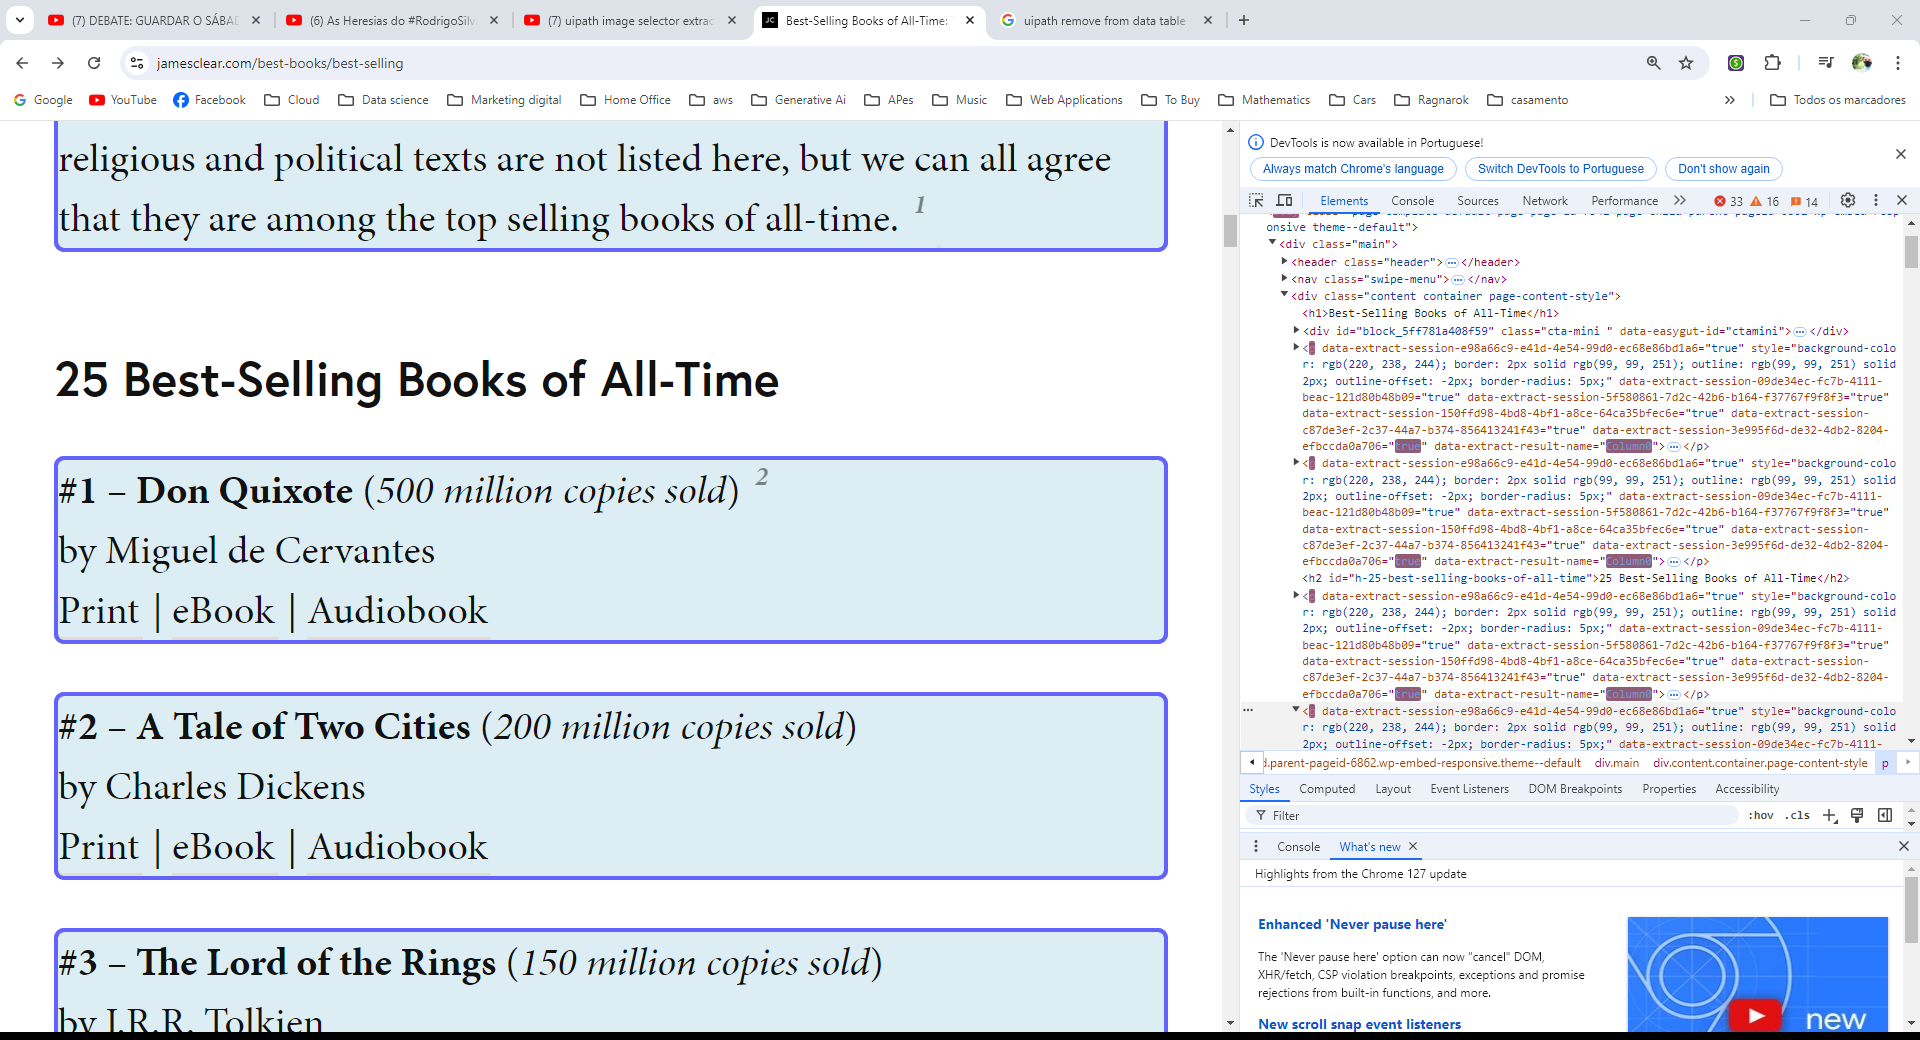 (7) DEBATE: GUARDAR O SÁBAD
(6) As Heresias do #RodrigoSilv
(7) uipath image selector extrac
JC
Best-Selling Books of All-Time:
uipath remove from data table
jamesclear.com/best-books/best-selling
Google
YouTube
Facebook
Cloud
Data science
Marketing digital
Home Office
aws
Generative Ai
APes
Music
Web Applications
To Buy
Mathematics
Cars
Ragnarok
casamento
Todos os marcadores
religious and political texts are not listed here, but we can all agree
that they are among the top selling books of all-time. 1
25 Best-Selling Books of All-Time
#1 – Don Quixote (500 million copies sold) 2
by Miguel de Cervantes
Print | eBook | Audiobook
#2 – A Tale of Two Cities (200 million copies sold)
by Charles Dickens
Print | eBook | Audiobook
#3 – The Lord of the Rings (150 million copies sold)
by J.R.R. Tolkien
DevTools is now available in Portuguese!
Always match Chrome's language
Switch DevTools to Portuguese
Don't show again
Elements
Console
Sources
Network
Performance
33
16
14
onsive theme--default">
<div class="main">
<header class="header"> </header>
<nav class="swipe-menu"> </nav>
<div class="content container page-content-style">
<h1>Best-Selling Books of All-Time</h1>
<div id="block_5ff781a408f59" class="cta-mini " data-easygut-id="ctamini"> </div>
< data-extract-session-e98a66c9-e41d-4e54-99d0-ec68e86bd1a6="true" style="background-colo
r: rgb(220, 238, 244); border: 2px solid rgb(99, 99, 251); outline: rgb(99, 99, 251) solid
2px; outline-offset: -2px; border-radius: 5px;" data-extract-session-09de34ec-fc7b-4111-
beac-121d80b48b09="true" data-extract-session-5f580861-7d2c-42b6-b164-f37767f9f8f3="true"
data-extract-session-150ffd98-4bd8-4bf1-a8ce-64ca35bfec6e="true" data-extract-session-
c87de3ef-2c37-44a7-b374-856413241f43="true" data-extract-session-3e995f6d-de32-4db2-8204-
efbccda0a706="true" data-extract-result-name="Column0"> </p>
< data-extract-session-e98a66c9-e41d-4e54-99d0-ec68e86bd1a6="true" style="background-colo
r: rgb(220, 238, 244); border: 2px solid rgb(99, 99, 251); outline: rgb(99, 99, 251) solid
2px; outline-offset: -2px; border-radius: 5px;" data-extract-session-09de34ec-fc7b-4111-
beac-121d80b48b09="true" data-extract-session-5f580861-7d2c-42b6-b164-f37767f9f8f3="true"
data-extract-session-150ffd98-4bd8-4bf1-a8ce-64ca35bfec6e="true" data-extract-session-
c87de3ef-2c37-44a7-b374-856413241f43="true" data-extract-session-3e995f6d-de32-4db2-8204-
efbccda0a706="true" data-extract-result-name="Column0"> </p>
<h2 id="h-25-best-selling-books-of-all-time">25 Best-Selling Books of All-Time</h2>
< data-extract-session-e98a66c9-e41d-4e54-99d0-ec68e86bd1a6="true" style="background-colo
r: rgb(220, 238, 244); border: 2px solid rgb(99, 99, 251); outline: rgb(99, 99, 251) solid
2px; outline-offset: -2px; border-radius: 5px;" data-extract-session-09de34ec-fc7b-4111-
beac-121d80b48b09="true" data-extract-session-5f580861-7d2c-42b6-b164-f37767f9f8f3="true"
data-extract-session-150ffd98-4bd8-4bf1-a8ce-64ca35bfec6e="true" data-extract-session-
c87de3ef-2c37-44a7-b374-856413241f43="true" data-extract-session-3e995f6d-de32-4db2-8204-
efbccda0a706="true" data-extract-result-name="Column0"> </p>
< data-extract-session-e98a66c9-e41d-4e54-99d0-ec68e86bd1a6="true" style="background-colo
r: rgb(220, 238, 244); border: 2px solid rgb(99, 99, 251); outline: rgb(99, 99, 251) solid
2px; outline-offset: -2px; border-radius: 5px;" data-extract-session-09de34ec-fc7b-4111-
d.parent-pageid-6862.wp-embed-responsive.theme--default
div.main
div.content.container.page-content-style
p
Styles
Computed
Layout
Event Listeners
DOM Breakpoints
Properties
Accessibility
Filter
:hov
.cls
Console
What's new
Highlights from the Chrome 127 update
Enhanced 'Never pause here'
The 'Never pause here' option can now "cancel" DOM,
XHR/fetch, CSP violation breakpoints, exceptions and promise
rejections from built-in functions, and more.
New scroll snap event listeners
new